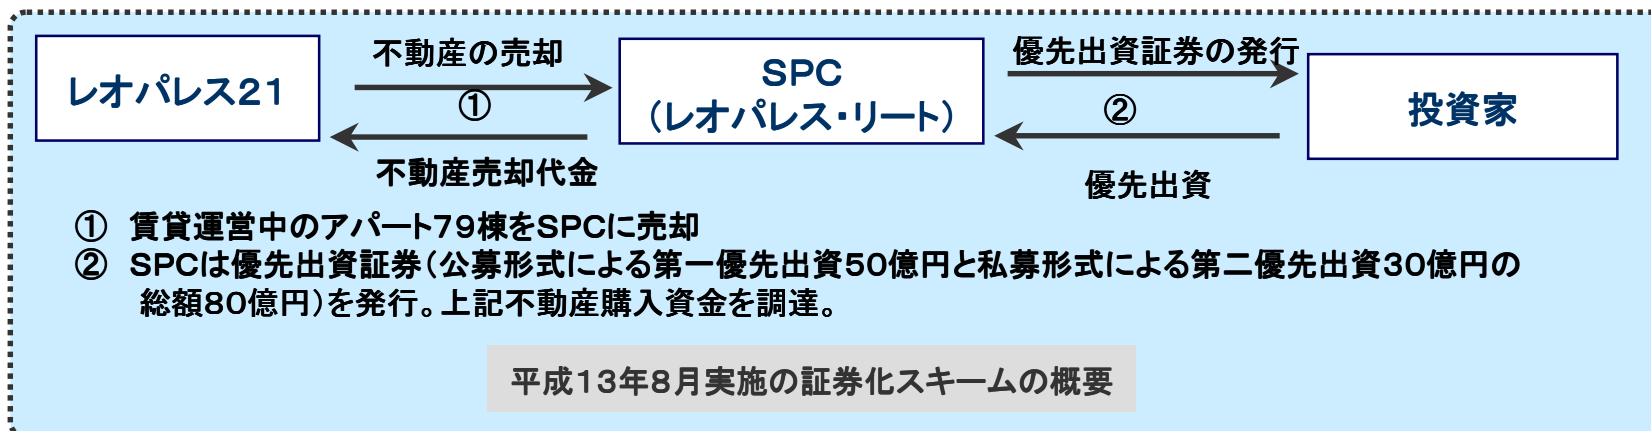 レオパレス２１
不動産の売却
①
不動産売却代金
ＳＰＣ
（レオパレス・リート）
優先出資証券の発行
②
優先出資
投資家
① 賃貸運営中のアパート７９棟をＳＰＣに売却
② ＳＰＣは優先出資証券（公募形式による第一優先出資５０億円と私募形式による第二優先出資３０億円の
総額８０億円）を発行。上記不動産購入資金を調達。
平成１３年８月実施の証券化スキームの概要